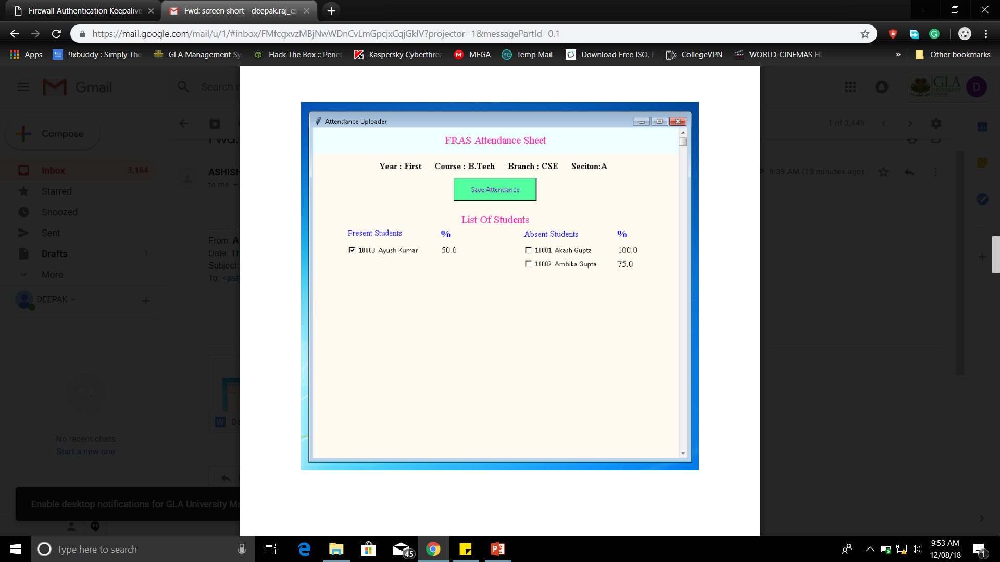 Firewall Authentication Keepalive
Fwd: screen short - deepak.raj_cs
https://mail.google.com/mail/u/1/#inbox/FMfcgxvzMBjNwWDnCvLmGpcjxCqjGklV?projector=1&messagePartId=0.1
Apps
9xbuddy : Simply The
GLA Management Sy
Hack The Box :: Penet
Kaspersky Cyberthrea
MEGA
Temp Mail
Download Free ISO, F
CollegeVPN
WORLD-CINEMAS HD
»
Other bookmarks
Gmail
Search
GLA
UNIVERSITY
D
Compose
1 of 3,449
Fwd:
Inbox 3,164
Starred
Snoozed
Sent
Drafts 1
More
DEEPAK
ASHISH
to me
9:39 AM (13 minutes ago)
----------
From: A
Date: Th
Subject:
To: <ash
W Do
No recent chats
Start a new one
Enable desktop notifications for GLA University Ma
Attendance Uploader
FRAS Attendance Sheet
Year : First Course : B.Tech Branch : CSE Seciton:A
Save Attendance
List Of Students
Present Students % Absent Students %
10003 Ayush Kumar 50.0 10001 Akash Gupta 100.0
10002 Ambika Gupta 75.0
Type here to search
45
9:53 AM
12/08/18
1